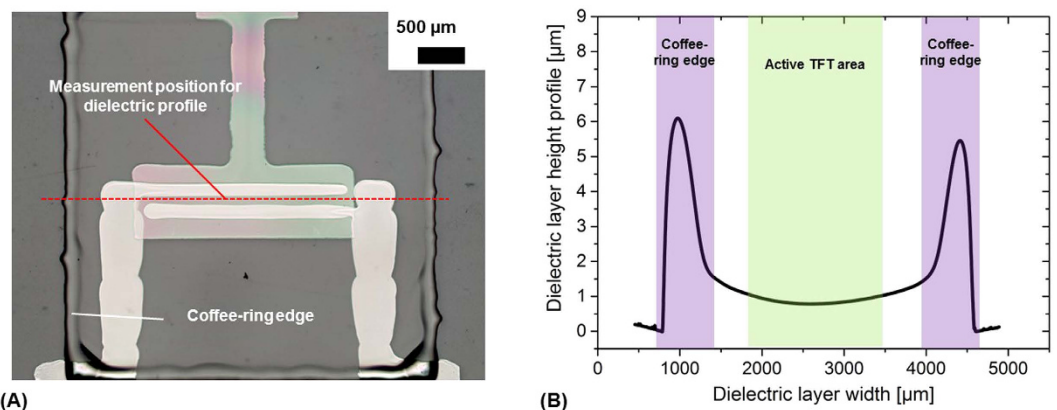 500 µm
Measurement position for
dielectric profile
Coffee-ring edge
(A)
Dielectric layer height profile [µm]
9
8
7
6
5
4
3
2
1
0
Coffee-
ring edge
Active TFT area
Coffee-
ring edge
0 1000 2000 3000 4000 5000
Dielectric layer width [µm]
(B)